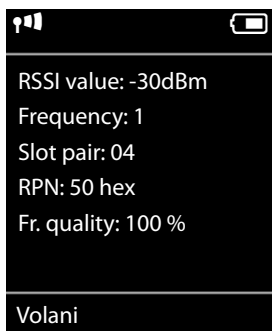 RSSI value: -30dBm
Frequency: 1
Slot pair: 04
RPN: 50 hex
Fr. quality: 100 %
Volani